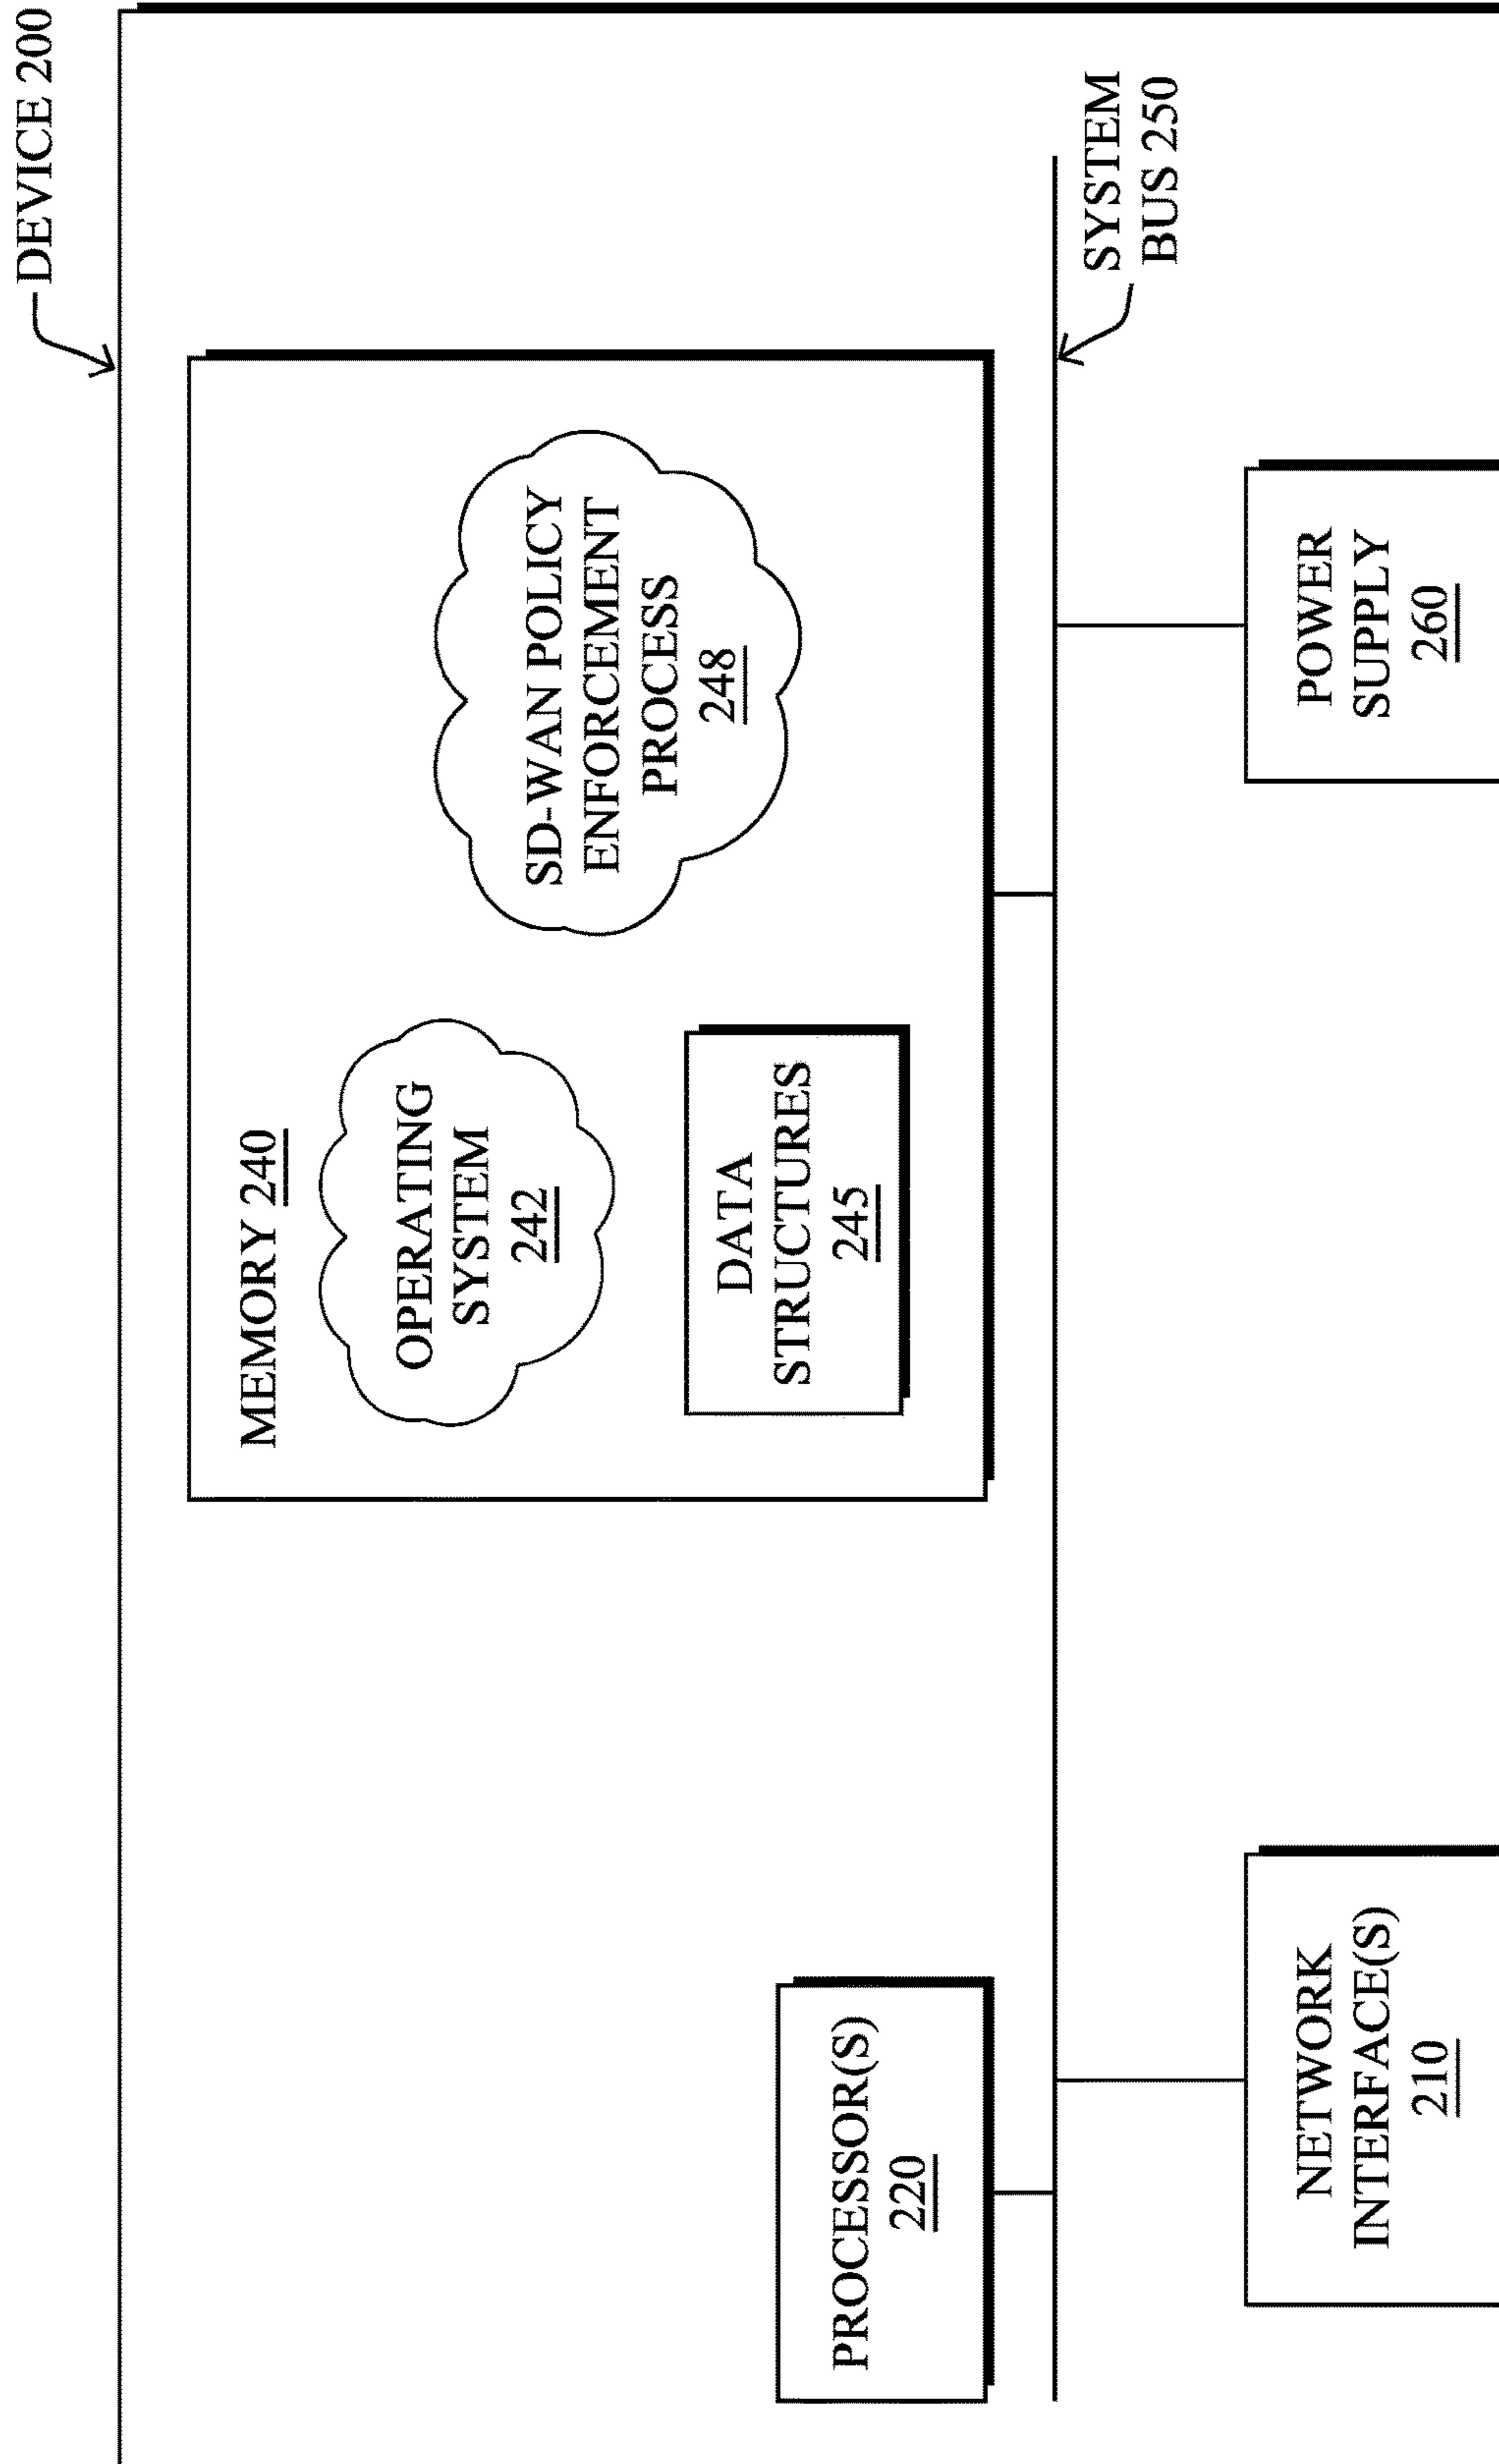 DEVICE 200
MEMORY 240
OPERATING
SYSTEM
242
DATA
STRUCTURES
245
SD-WAN POLICY
ENFORCEMENT
PROCESS
248
PROCESSOR(S)
220
SYSTEM
BUS 250
NETWORK
INTERFACE(S)
210
POWER
SUPPLY
260